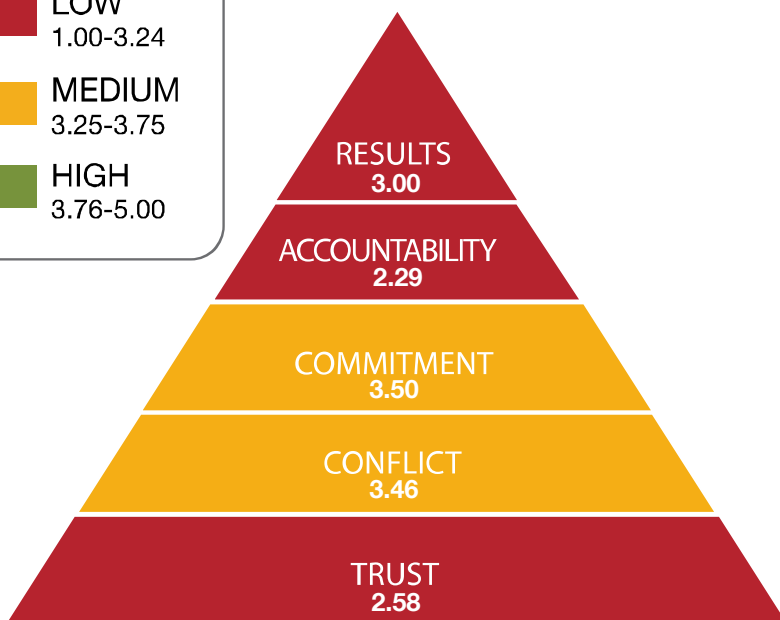 LOW
1.00-3.24
MEDIUM
3.25-3.75
HIGH
3.76-5.00
RESULTS
3.00
ACCOUNTABILITY
2.29
COMMITMENT
3.50
CONFLICT
3.46
TRUST
2.58